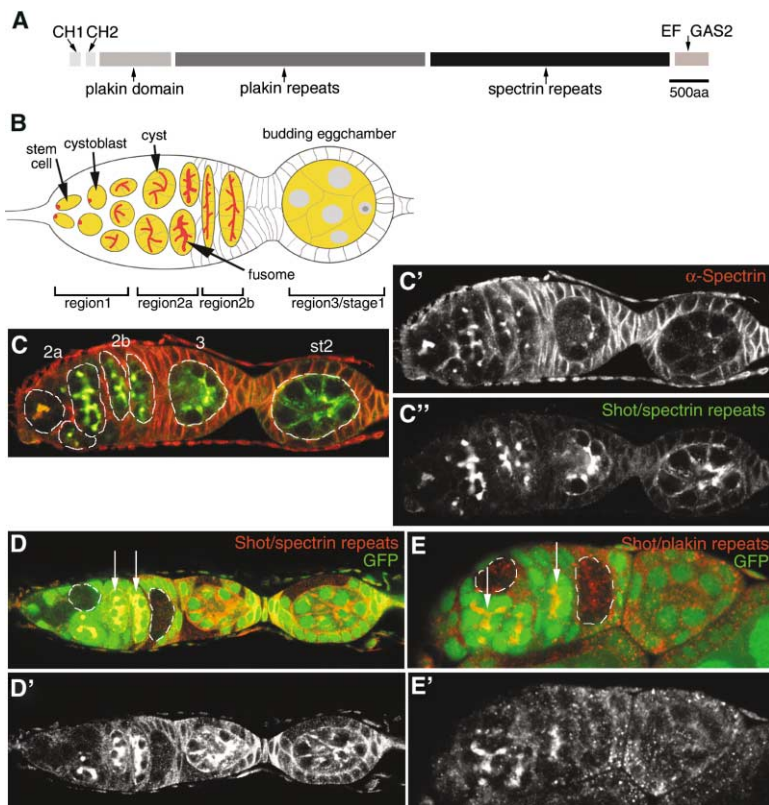 A
CH1 CH2 EF GAS2
plakin domain plakin repeats spectrin repeats 500aa
B
stem cell
cystoblast
cyst
budding eggchamber
fusome
region1 region2a region2b region3/stage1
C 2a 2b 3 st2
C' α-Spectrin
C'' Shot/spectrin repeats
D Shot/spectrin repeats
GFP
E Shot/plakin repeats
GFP
D'
E'